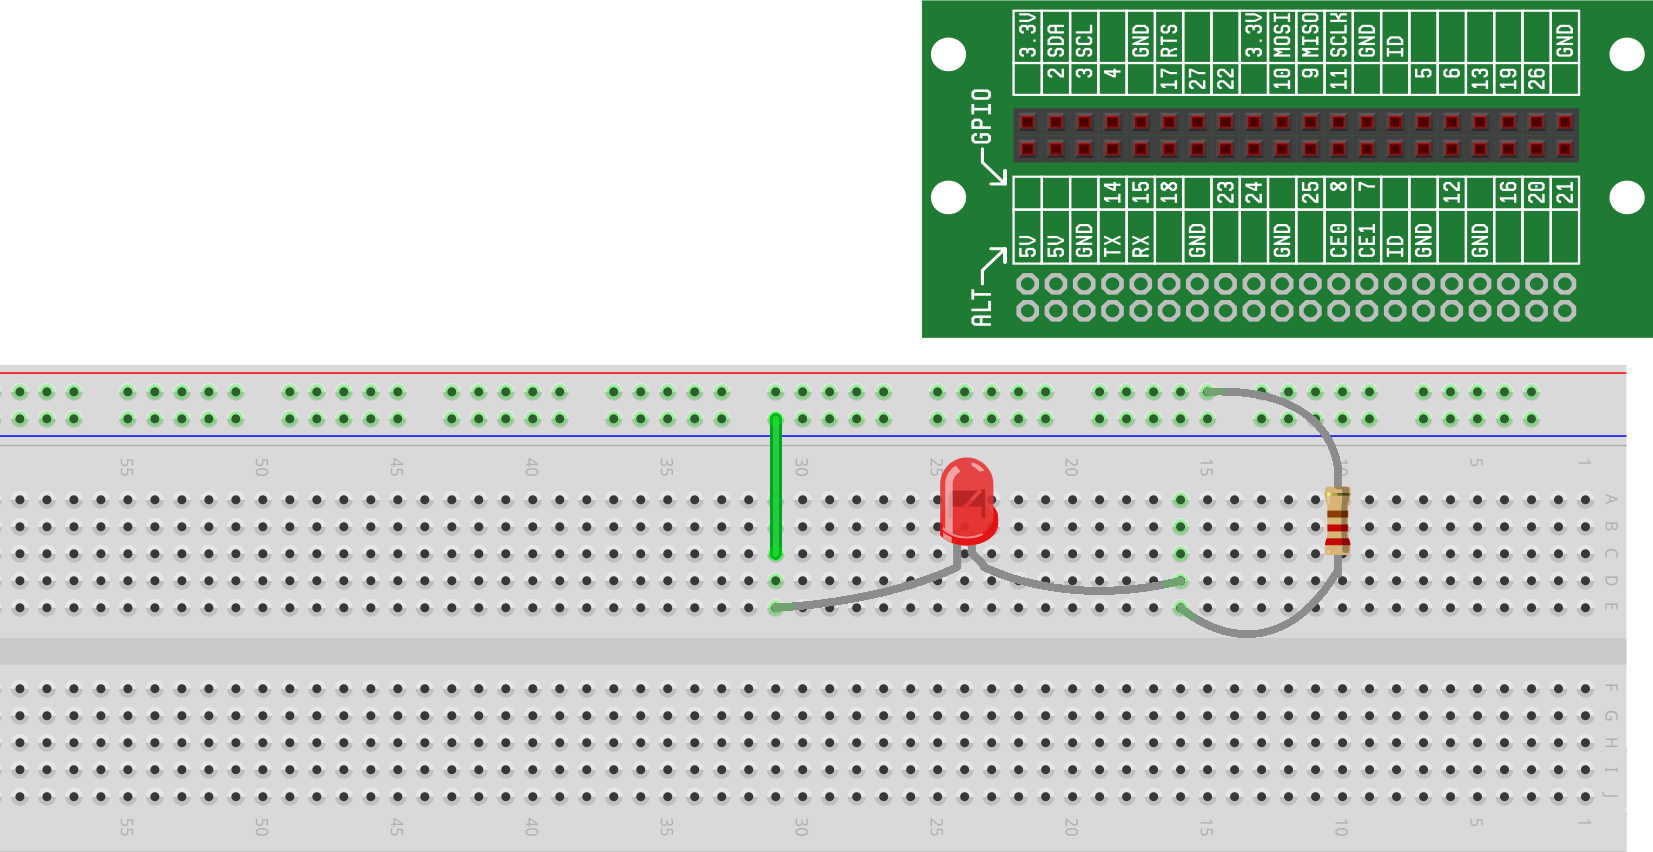 3.3V SDA SCL GND RTS 3.3V MOSI MISO SCLK GND ID GND
2 3 4 17 27 22 10 9 11 5 6 13 19 26
GPIO
14 15 18 23 24 25 8 7 12 16 20 21
5V 5V GND TX RX GND GND CE0 CE1 ID GND GND
ALT
55 50 45 40 35 30 25 20 15 10 5 1
A
B
C
D
E
F
G
H
I
J
55 50 45 40 35 30 25 20 15 10 5 1